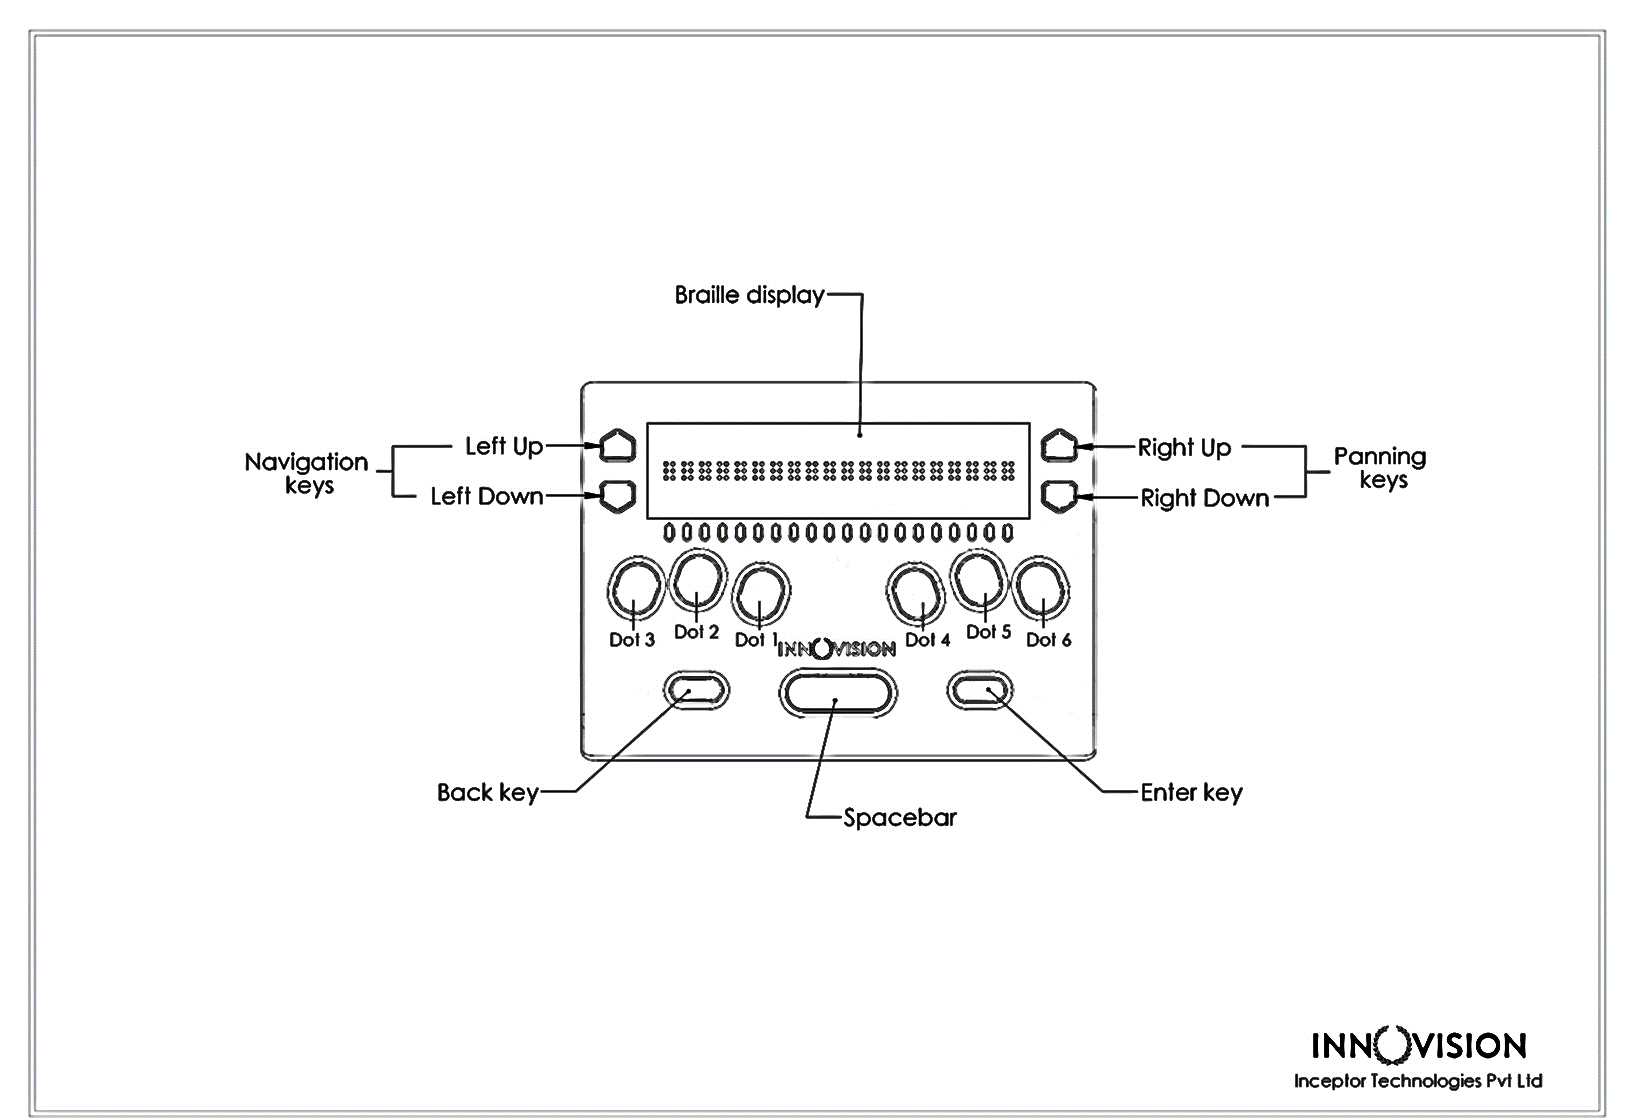 Braille display
Left Up
Navigation
keys
Left Down
Right Up
Panning
keys
Right Down
Dot 3
Dot 2
Dot 1
Dot 4
Dot 5
Dot 6
INNOVISION
Back key
Enter key
Spacebar
INNOVISION
Inceptor Technologies Pvt Ltd